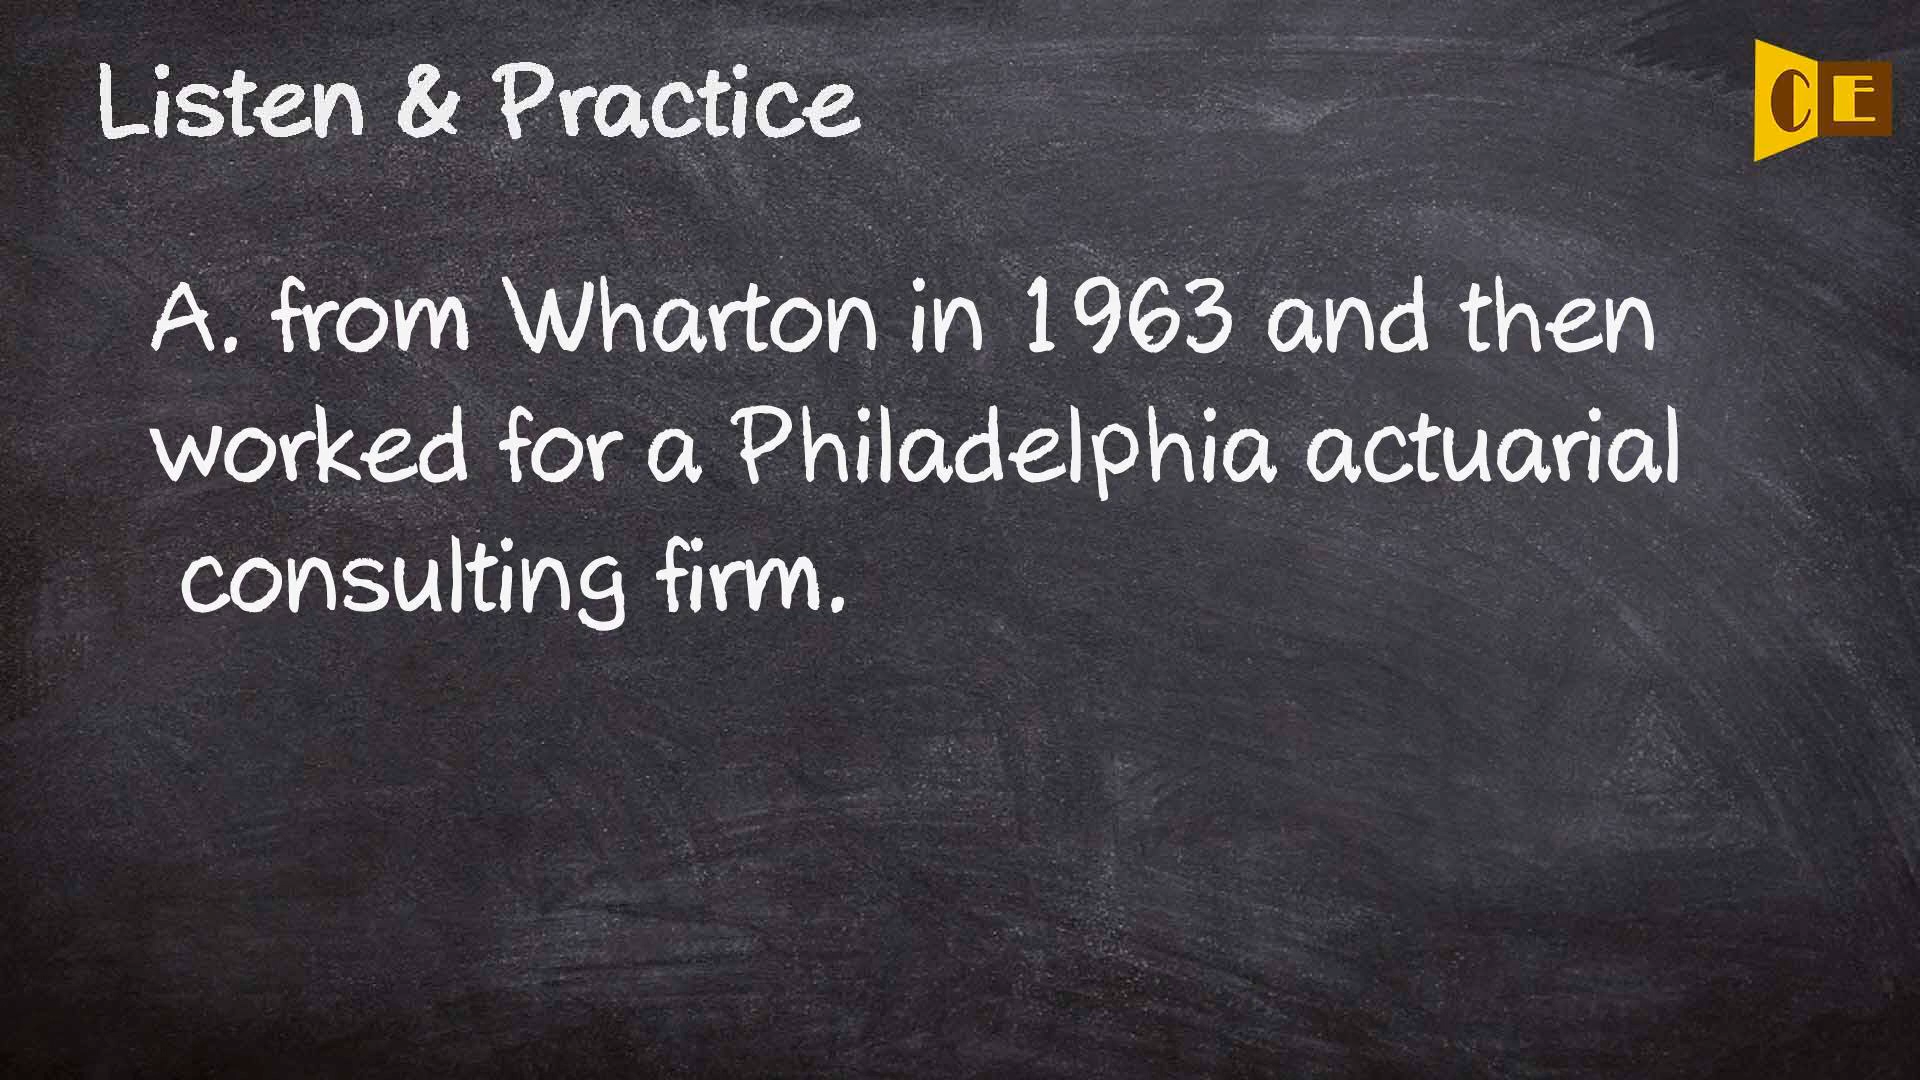 Listen & Practice
CE
A. from Wharton in 1963 and then
worked for a Philadelphia actuarial
consulting firm.